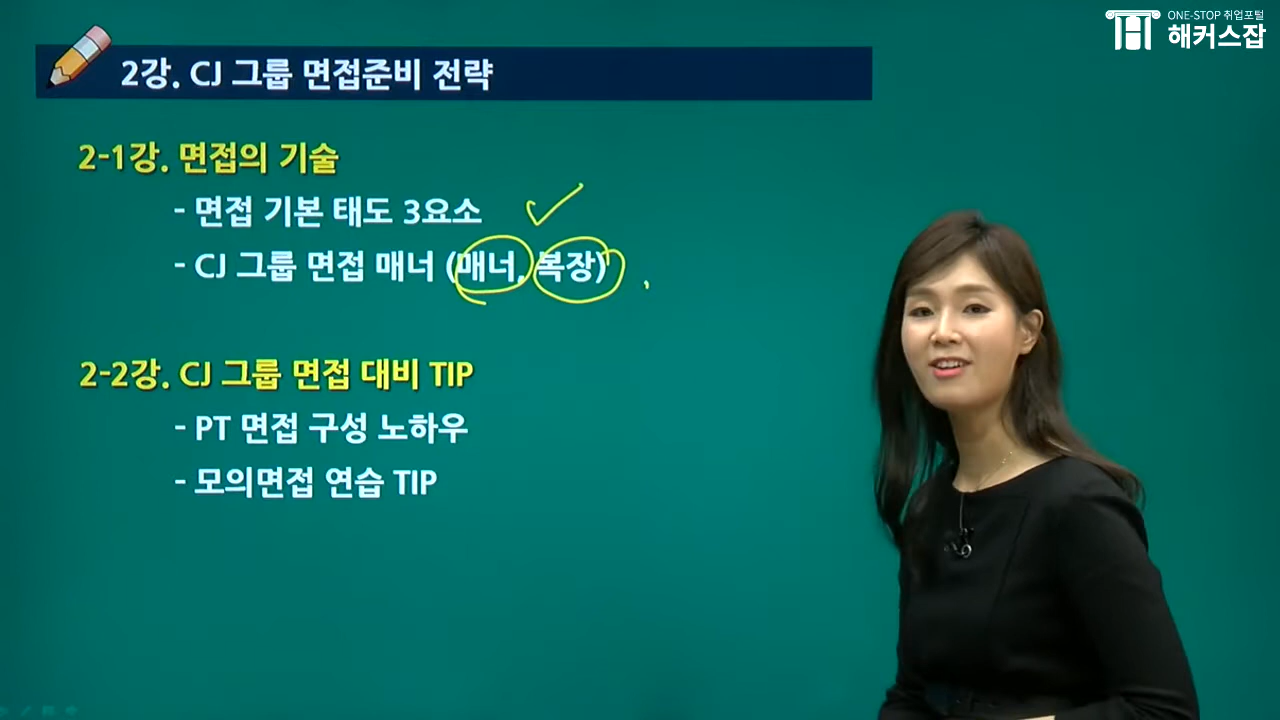 ONE-STOP 취업포털
해커스잡
2강. CJ 그룹 면접준비 전략
2-1강. 면접의 기술
- 면접 기본 태도 3요소
- CJ 그룹 면접 매너 (매너, 복장)
2-2강. CJ 그룹 면접 대비 TIP
- PT 면접 구성 노하우
- 모의면접 연습 TIP